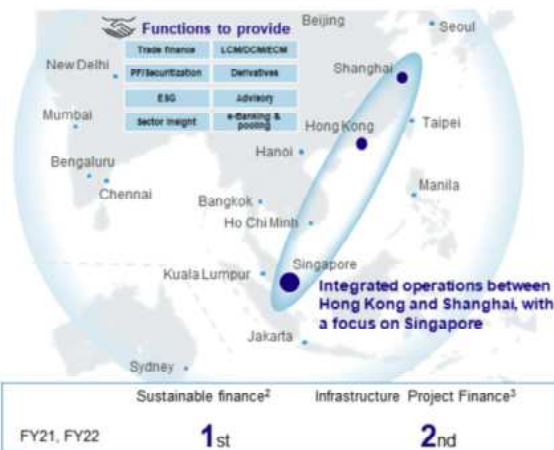 Functions to provide
Trade finance LCM/DCM/ECM
PF/Securitization Derivatives
ESG Advisory
Sector Insight e-Banking & pooling
Beijing
Seoul
New Delhi
Shanghai
Mumbai
Hong Kong
Taipei
Hanoi
Bengaluru
Chennai
Bangkok
Manila
Ho Chi Minh
Singapore
Kuala Lumpur
Integrated operations between
Hong Kong and Shanghai, with
a focus on Singapore
Jakarta
Sydney
Sustainable finance² Infrastructure Project Finance³
FY21, FY22 1st 2nd